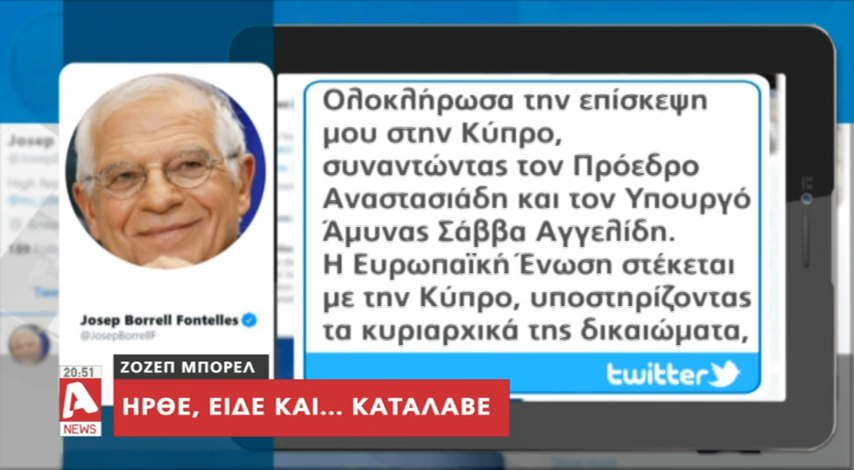 Ολοκλήρωσα την επίσκεψη
μου στην Κύπρο,
συναντώντας τον Πρόεδρο
Αναστασιάδη και τον Υπουργό
Άμυνας Σάββα Αγγελίδη.
Η Ευρωπαϊκή Ένωση στέκεται
με την Κύπρο, υποστηρίζοντας
τα κυριαρχικά της δικαιώματα,
twitter
Josep Borrell Fontelles
@JosepBorrellF
20:51
ΖΟΖΕΠ ΜΠΟΡΕΛ
A
NEWS
ΗΡΘΕ, ΕΙΔΕ ΚΑΙ... ΚΑΤΑΛΑΒΕ